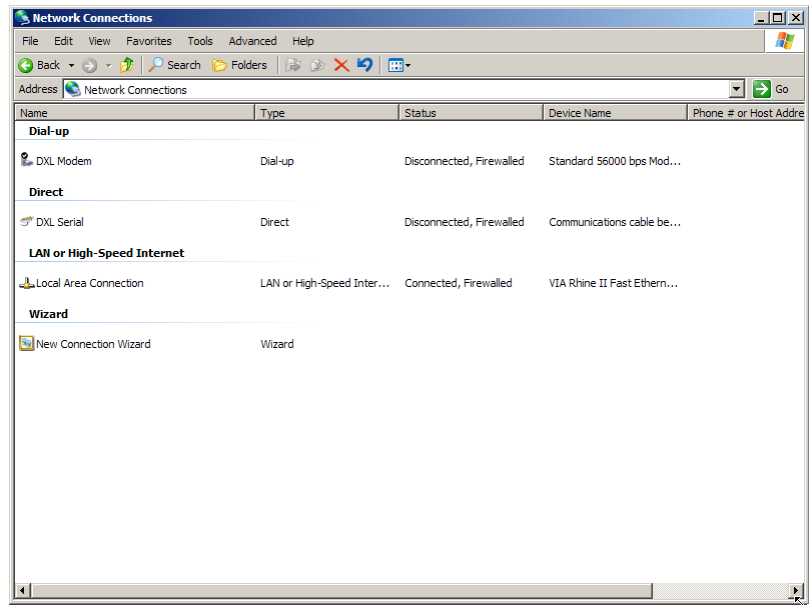 Network Connections
File Edit View Favorites Tools Advanced Help
Back Search Folders
Address Network Connections Go
Name Type Status Device Name Phone # or Host Addre
Dial-up
DXL Modem Dial-up Disconnected, Firewalled Standard 56000 bps Mod...
Direct
DXL Serial Direct Disconnected, Firewalled Communications cable be...
LAN or High-Speed Internet
Local Area Connection LAN or High-Speed Inter... Connected, Firewalled VIA Rhine II Fast Ethern...
Wizard
New Connection Wizard Wizard